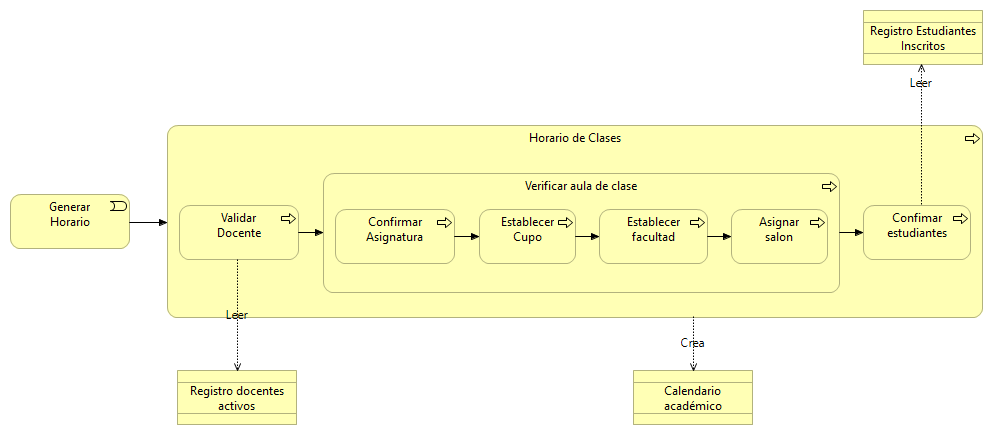 Registro Estudiantes
Inscritos
Leer
Horario de Clases
Verificar aula de clase
Generar
Horario
Validar
Docente
Confirmar
Asignatura
Establecer
Cupo
Establecer
facultad
Asignar
salon
Confimar
estudiantes
Leer
Crea
Registro docentes
activos
Calendario
académico